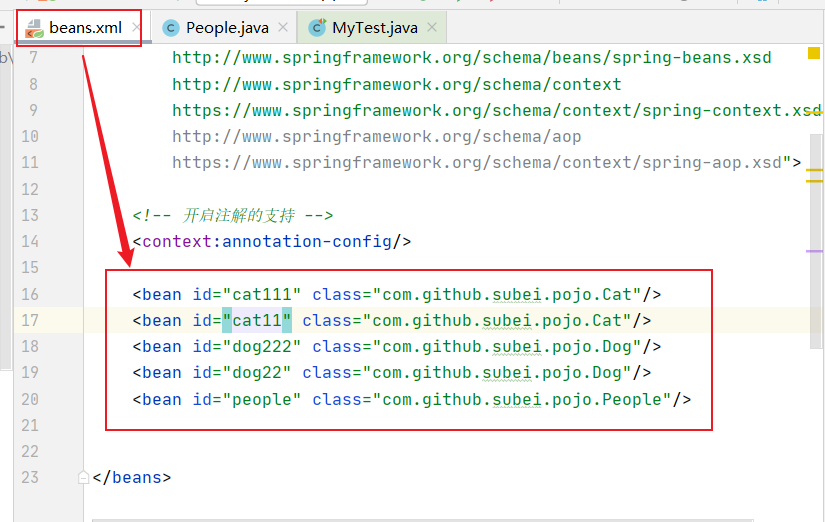 beans.xml People.java MyTest.java
7 http://www.springframework.org/schema/beans/spring-beans.xsd
8 http://www.springframework.org/schema/context
9 https://www.springframework.org/schema/context/spring-context.xsd
10 http://www.springframework.org/schema/aop
11 https://www.springframework.org/schema/context/spring-aop.xsd">
12
13 <!-- 开启注解的支持 -->
14 <context:annotation-config/>
15
16 <bean id="cat111" class="com.github.subei.pojo.Cat"/>
17 <bean id="cat11" class="com.github.subei.pojo.Cat"/>
18 <bean id="dog222" class="com.github.subei.pojo.Dog"/>
19 <bean id="dog22" class="com.github.subei.pojo.Dog"/>
20 <bean id="people" class="com.github.subei.pojo.People"/>
21
22
23 </beans>